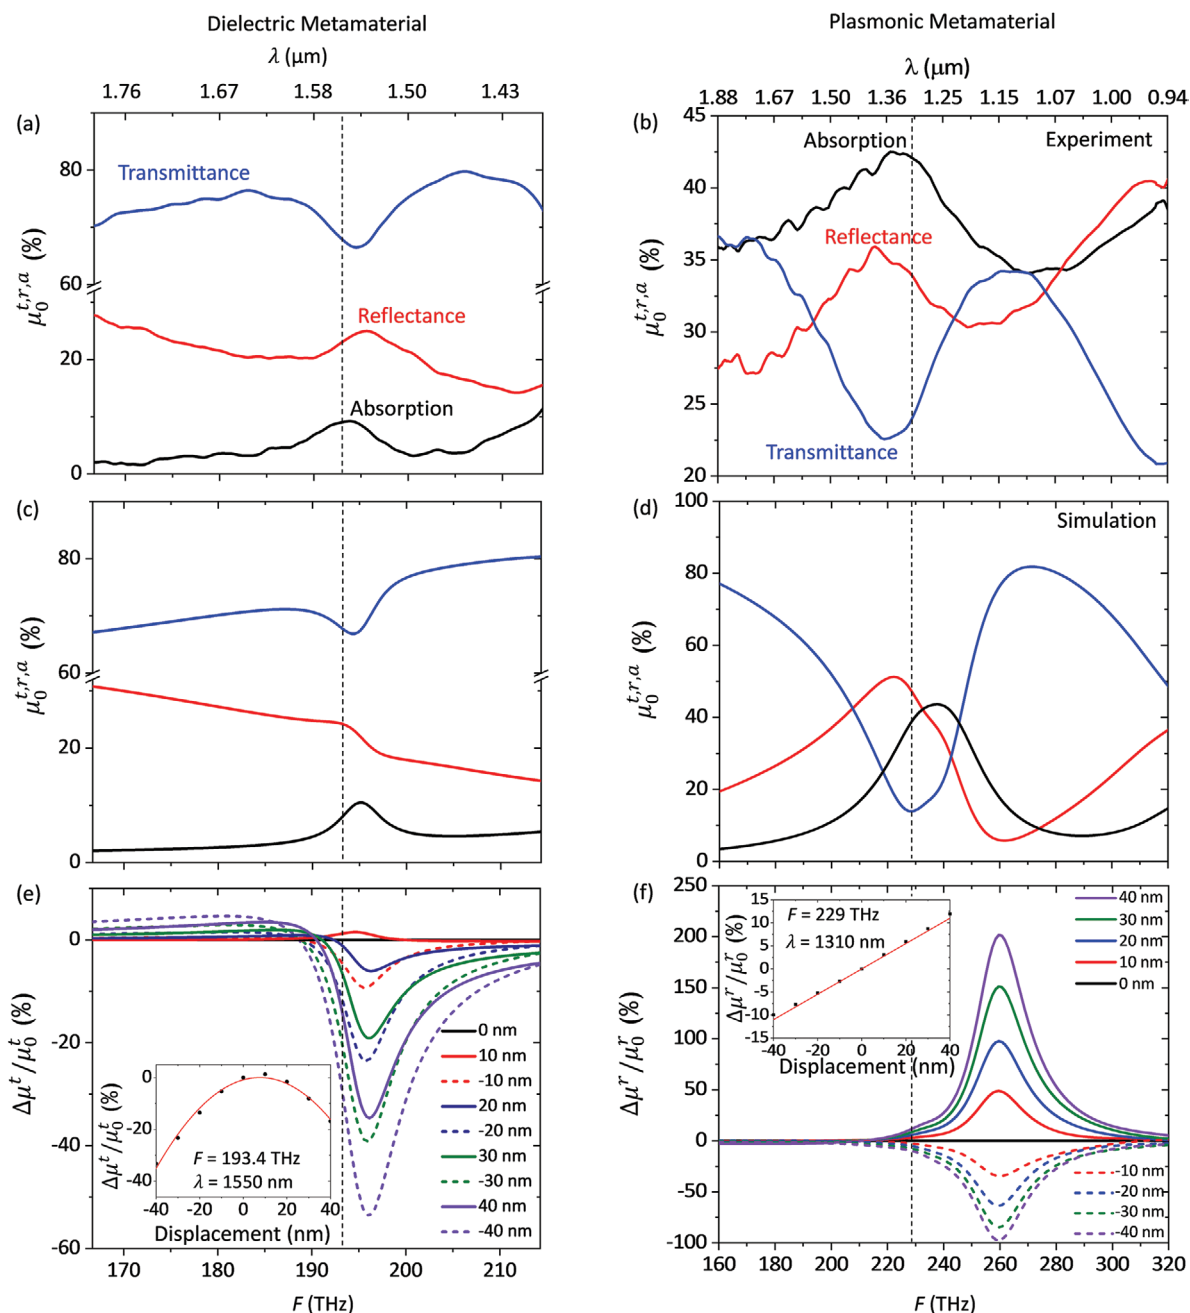 Dielectric Metamaterial
λ (μm)
1.76 1.67 1.58 1.50 1.43
(a)
Transmittance
Reflectance
Absorption
μ₀ᵗ,ʳ,ᵃ (%)
80
60
20
0
Plasmonic Metamaterial
λ (μm)
1.88 1.67 1.50 1.36 1.25 1.15 1.07 1.00 0.94
(b)
Absorption
Experiment
Reflectance
Transmittance
μ₀ᵗ,ʳ,ᵃ (%)
45
40
35
30
25
20
(c)
μ₀ᵗ,ʳ,ᵃ (%)
80
60
20
0
(d)
Simulation
μ₀ᵗ,ʳ,ᵃ (%)
100
80
60
40
20
0
(e)
Δμᵗ/μ₀ᵗ (%)
0
-20
-40
-60
0 nm
10 nm
-10 nm
20 nm
-20 nm
30 nm
-30 nm
40 nm
-40 nm
Δμᵗ/μ₀ᵗ (%)
0
-20
-40
F = 193.4 THz
λ = 1550 nm
-40 -20 0 20 40
Displacement (nm)
170 180 190 200 210
F (THz)
(f)
Δμʳ/μ₀ʳ (%)
250
200
150
100
50
0
-50
-100
Δμʳ/μ₀ʳ (%)
15
10
5
0
-5
-10
-15
F = 229 THz
λ = 1310 nm
-40 -20 0 20 40
Displacement (nm)
40 nm
30 nm
20 nm
10 nm
0 nm
-10 nm
-20 nm
-30 nm
-40 nm
160 180 200 220 240 260 280 300 320
F (THz)